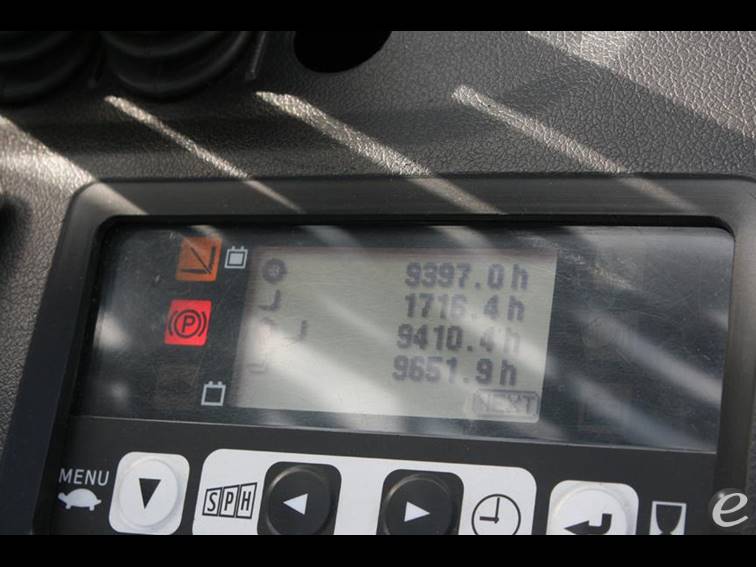 9397.0 h
1716.4 h
9410.4 h
9651.9 h
P
NEXT
MENU
SPH
e